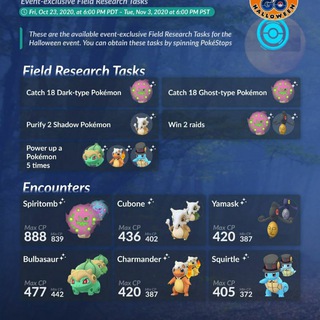 Event-exclusive Field Research Tasks
Fri, Oct 23, 2020, at 6:00 PM PDT – Tue, Nov 3, 2020 at 6:00 PM PST
GO
HALLOWEEN
These are the available event-exclusive Field Research Tasks for the
Halloween event. You can obtain these tasks by spinning PokéStops
Field Research Tasks
Catch 18 Dark-type Pokémon
Catch 18 Ghost-type Pokémon
Purify 2 Shadow Pokémon
Win 2 raids
Power up a
Pokémon
5 times
Encounters
Spiritomb
Cubone
Yamask
Max CP
888 839
Max CP
436 402
Max CP
420 387
Bulbasaur
Charmander
Squirtle
Max CP
477 442
Max CP
420 387
Max CP
405 372